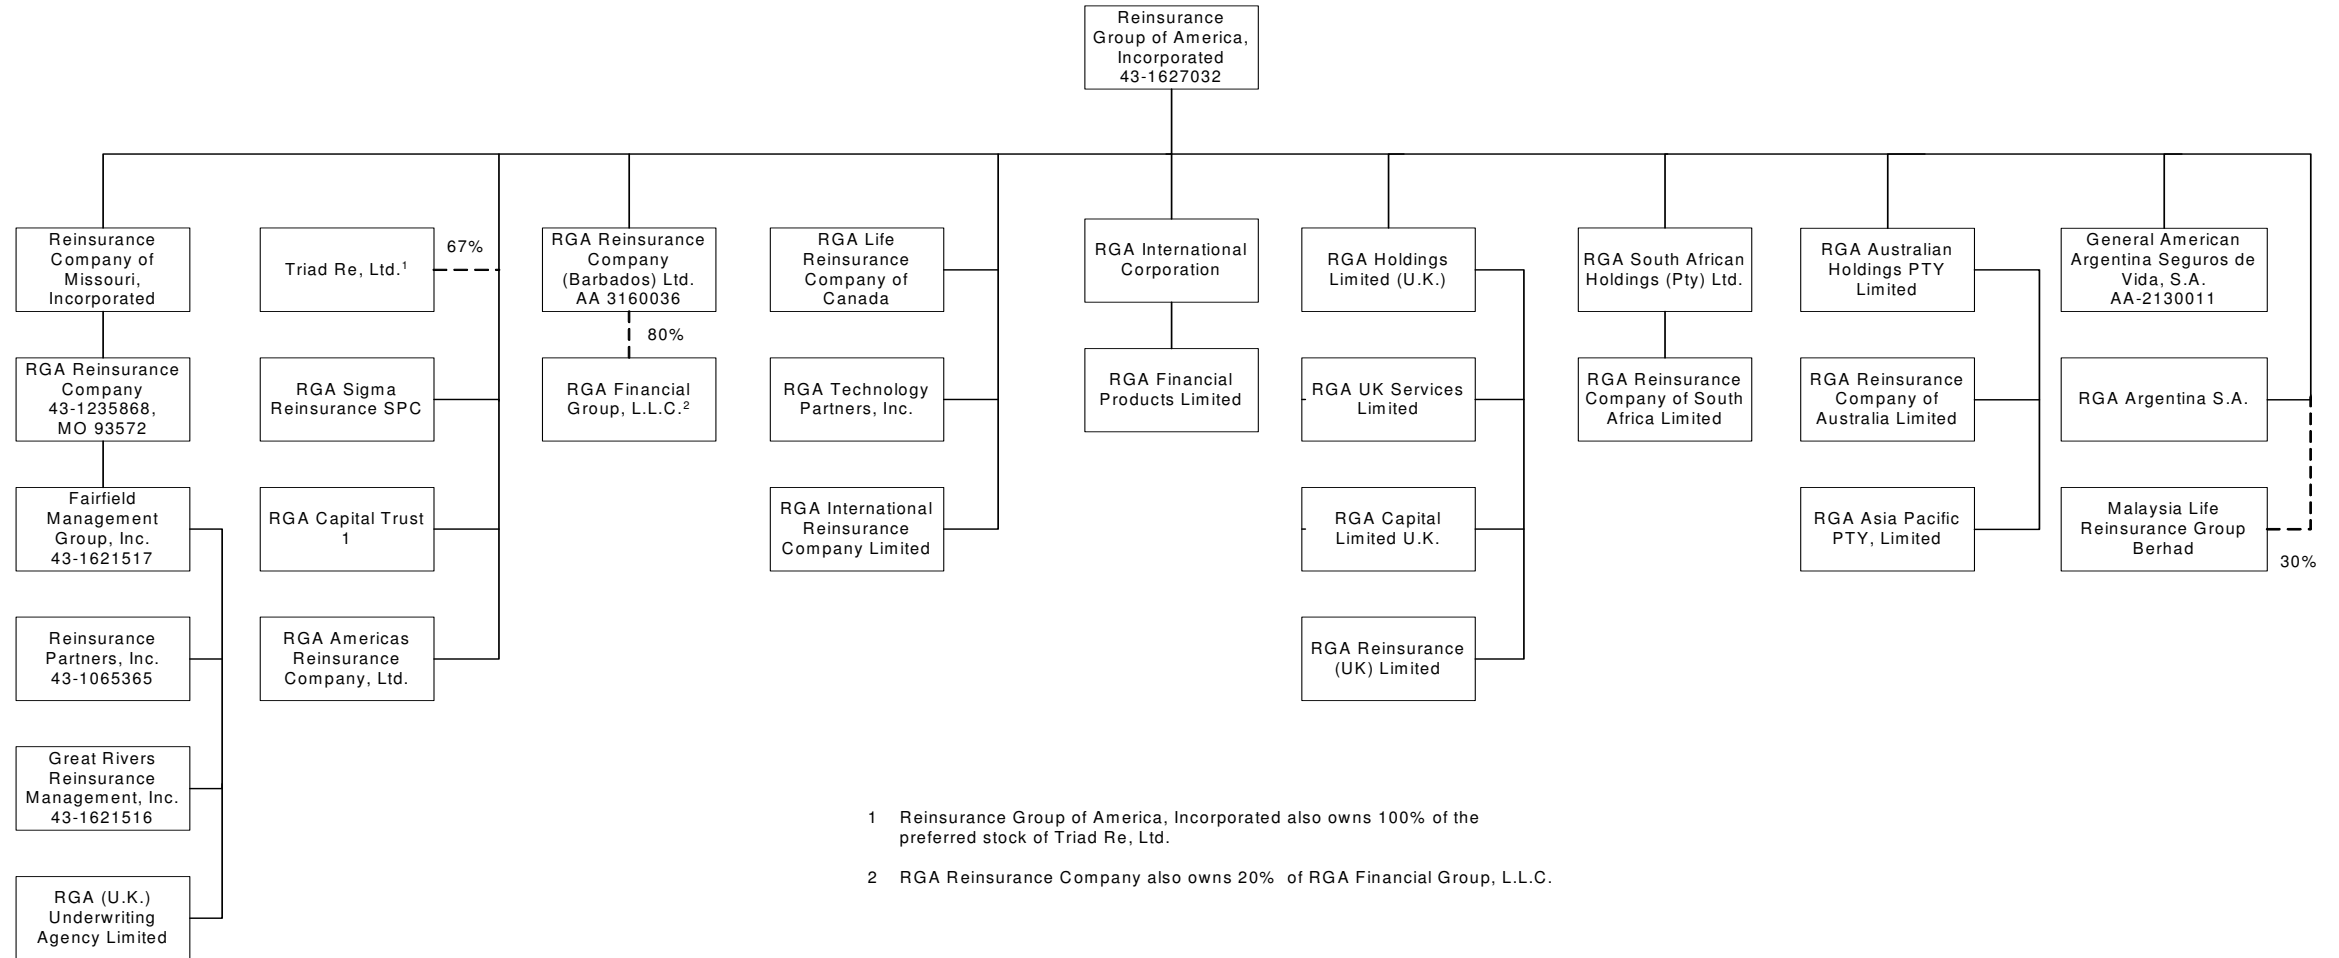 Reinsurance
Group of America,
Incorporated
43-1627032
Reinsurance
Company of
Missouri,
Incorporated
Triad Re, Ltd.¹
67%
RGA Reinsurance
Company
(Barbados) Ltd.
AA 3160036
80%
RGA Life
Reinsurance
Company of
Canada
RGA International
Corporation
RGA Holdings
Limited (U.K.)
RGA South African
Holdings (Pty) Ltd.
RGA Australian
Holdings PTY
Limited
General American
Argentina Seguros de
Vida, S.A.
AA-2130011
RGA Reinsurance
Company
43-1235868,
MO 93572
RGA Sigma
Reinsurance SPC
RGA Financial
Group, L.L.C.²
RGA Technology
Partners, Inc.
RGA Financial
Products Limited
RGA UK Services
Limited
RGA Reinsurance
Company of South
Africa Limited
RGA Reinsurance
Company of
Australia Limited
RGA Argentina S.A.
Fairfield
Management
Group, Inc.
43-1621517
RGA Capital Trust
1
RGA International
Reinsurance
Company Limited
RGA Capital
Limited U.K.
RGA Asia Pacific
PTY, Limited
Malaysia Life
Reinsurance Group
Berhad
30%
Reinsurance
Partners, Inc.
43-1065365
RGA Americas
Reinsurance
Company, Ltd.
RGA Reinsurance
(UK) Limited
Great Rivers
Reinsurance
Management, Inc.
43-1621516
RGA (U.K.)
Underwriting
Agency Limited
1 Reinsurance Group of America, Incorporated also owns 100% of the
preferred stock of Triad Re, Ltd.
2 RGA Reinsurance Company also owns 20% of RGA Financial Group, L.L.C.